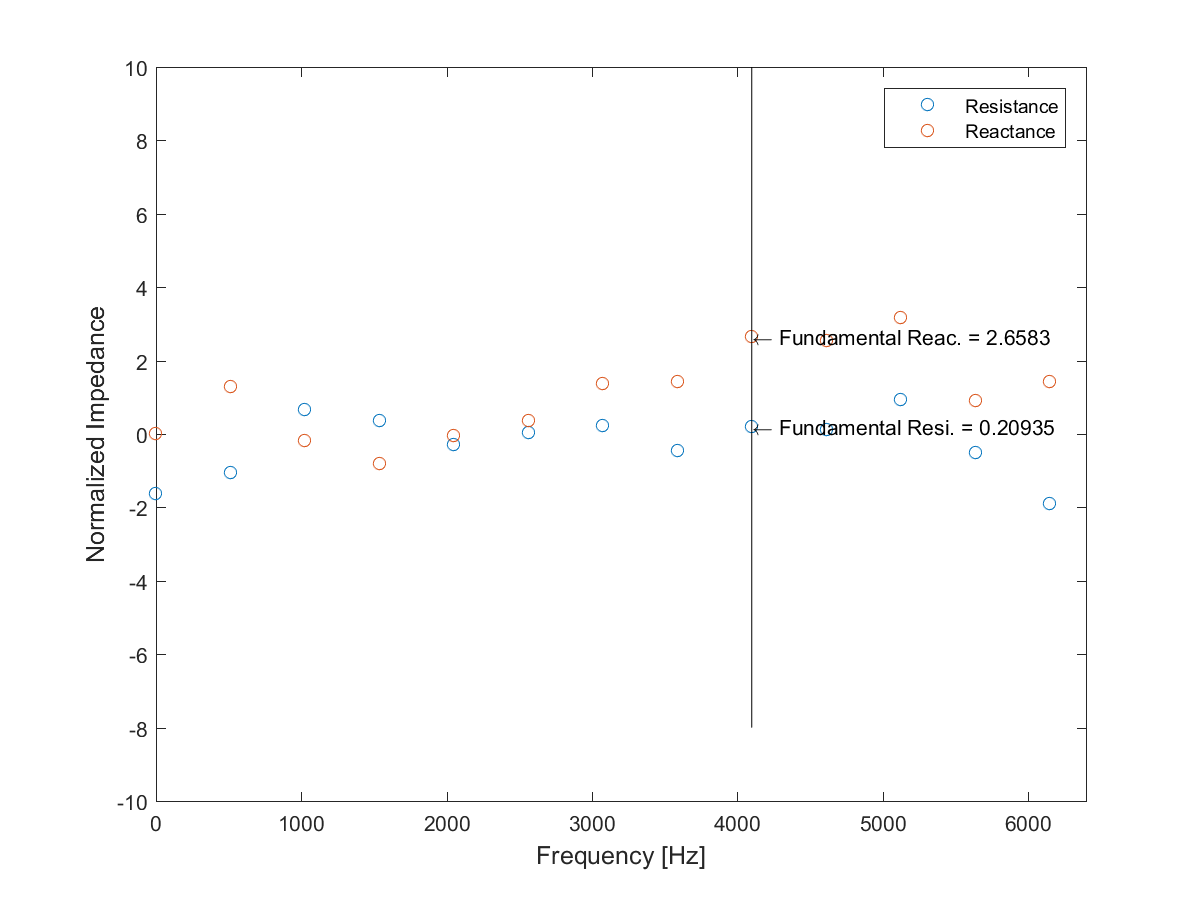 10
8
6
4
2
0
-2
-4
-6
-8
-10
Normalized Impedance
Resistance
Reactance
← Fundamental Reac. = 2.6583
← Fundamental Resi. = 0.20935
0 1000 2000 3000 4000 5000 6000
Frequency [Hz]